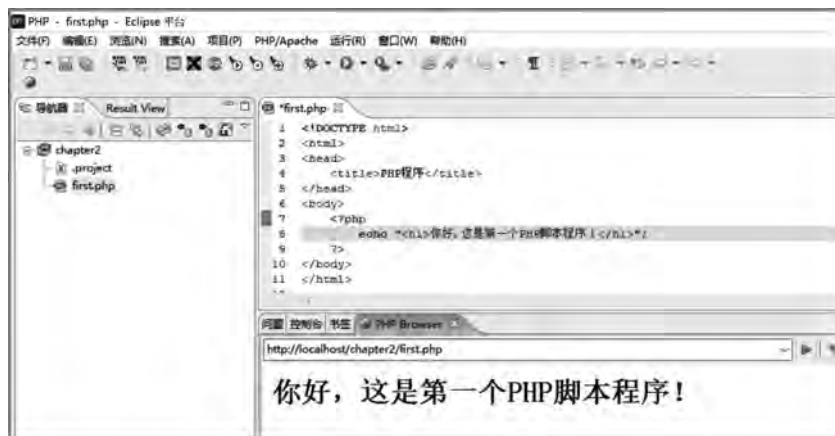 PHP - first.php - Eclipse 平台
文件(F) 编辑(E) 浏览(N) 搜索(A) 项目(P) PHP/Apache 运行(R) 窗口(W) 帮助(H)
导航器 Result View
chapter2
.project
first.php
*first.php
1 <!DOCTYPE html>
2 <html>
3 <head>
4 <title>PHP程序</title>
5 </head>
6 <body>
7 <?php
8 echo "<h1>你好，这是第一个PHP脚本程序！</h1>";
9 ?>
10 </body>
11 </html>
问题 控制台 书签 PHP Browser
http://localhost/chapter2/first.php
你好，这是第一个PHP脚本程序！